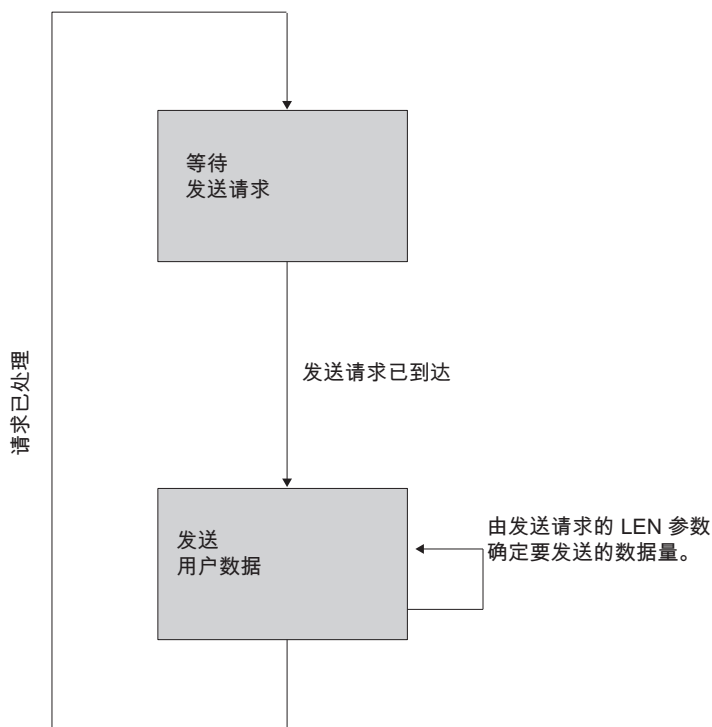 等待
发送请求
发送请求已到达
请求已处理
发送
用户数据
由发送请求的 LEN 参数
确定要发送的数据量。